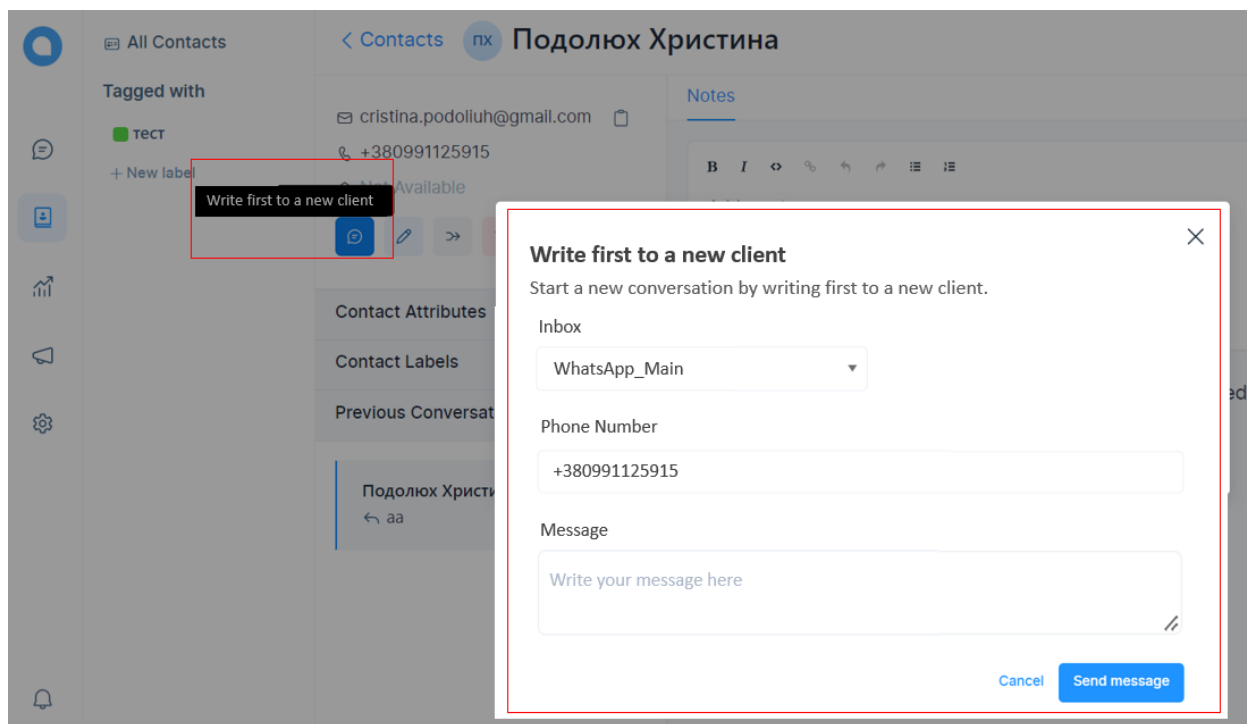 All Contacts
Tagged with
тест
+ New label
Contacts
ПХ
Подолюх Христина
cristina.podoliuh@gmail.com
+380991125915
Not Available
Write first to a new client
Notes
B I
Contact Attributes
Contact Labels
Previous Conversat
Подолюх Христи
aa
Write first to a new client
Start a new conversation by writing first to a new client.
Inbox
WhatsApp_Main
Phone Number
+380991125915
Message
Write your message here
Cancel
Send message
ed